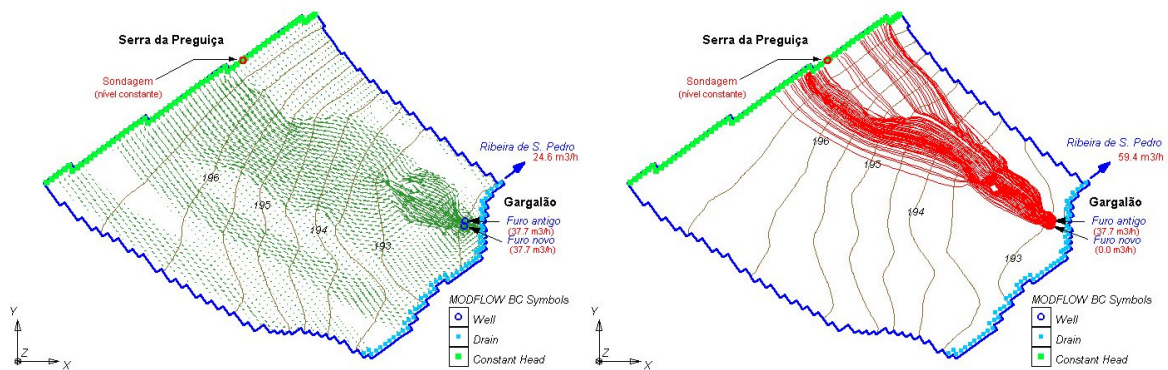 Serra da Preguiça
Sondagem
(nível constante)
196
195
194
193
Ribeira de S. Pedro
24.6 m3/h
Gargalão
Furo antigo
(37.7 m3/h)
Furo novo
(37.7 m3/h)
MODFLOW BC Symbols
Well
Drain
Constant Head
Y
Z
X
Serra da Preguiça
Sondagem
(nível constante)
196
195
194
193
Ribeira de S. Pedro
59.4 m3/h
Gargalão
Furo antigo
(37.7 m3/h)
Furo novo
(0.0 m3/h)
MODFLOW BC Symbols
Well
Drain
Constant Head
Y
Z
X